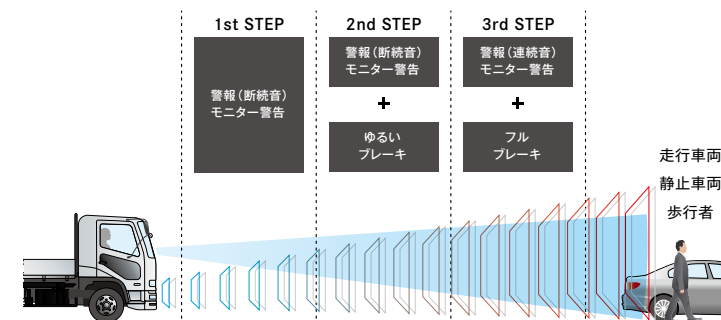 1st STEP
警報（断続音）
モニター警告
2nd STEP
警報（断続音）
モニター警告
+
ゆるい
ブレーキ
3rd STEP
警報（連続音）
モニター警告
+
フル
ブレーキ
走行車両
静止車両
歩行者